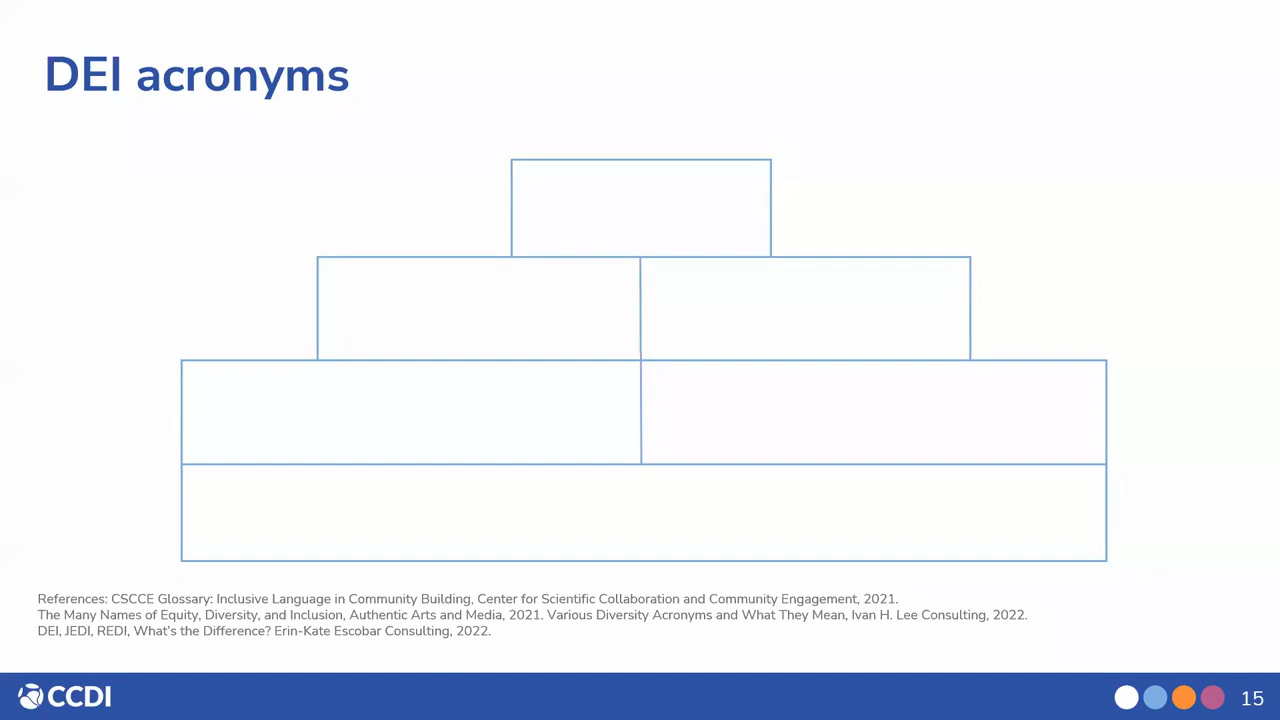 DEI acronyms
References: CSCCE Glossary: Inclusive Language in Community Building, Center for Scientific Collaboration and Community Engagement, 2021.
The Many Names of Equity, Diversity, and Inclusion, Authentic Arts and Media, 2021. Various Diversity Acronyms and What They Mean, Ivan H. Lee Consulting, 2022.
DEI, JEDI, REDI, What's the Difference? Erin-Kate Escobar Consulting, 2022.
CCDI
15